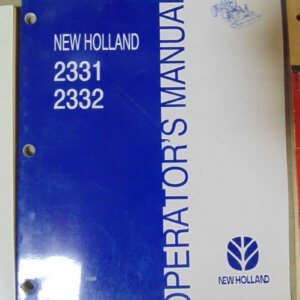 NEW HOLLAND
2331
2332
OPERATOR'S MANUAL
NEW HOLLAND